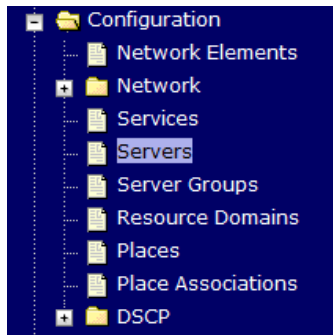 Configuration
Network Elements
Network
Services
Servers
Server Groups
Resource Domains
Places
Place Associations
DSCP